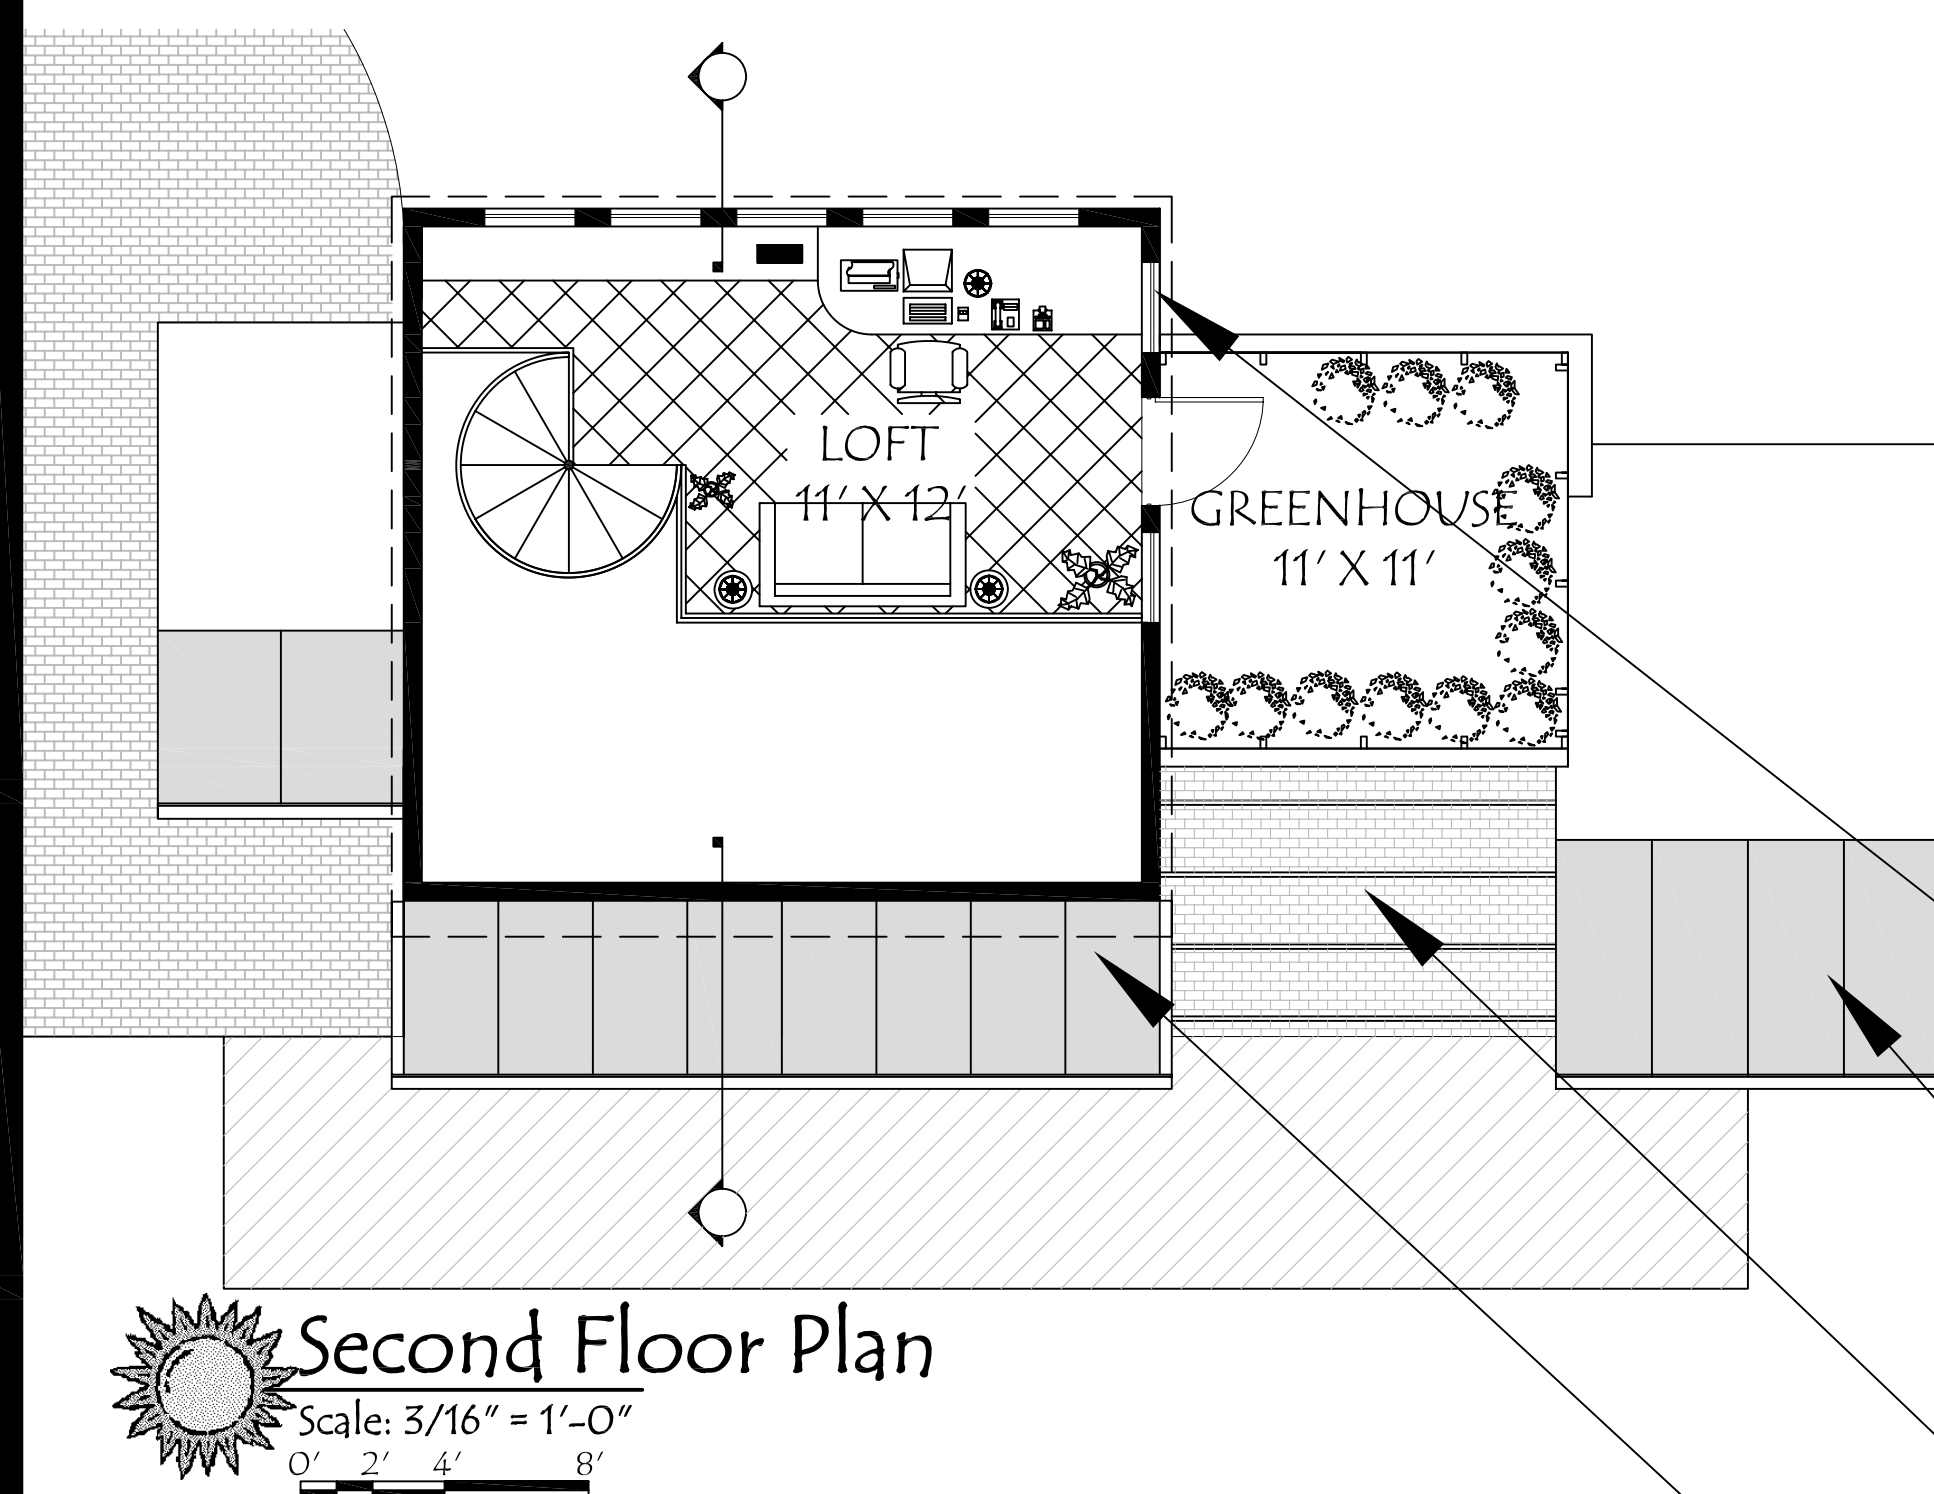 LOFT
11' X 12'
GREENHOUSE
11' X 11'
Second Floor Plan
Scale: 3/16" = 1'-0"
0' 2' 4' 8'